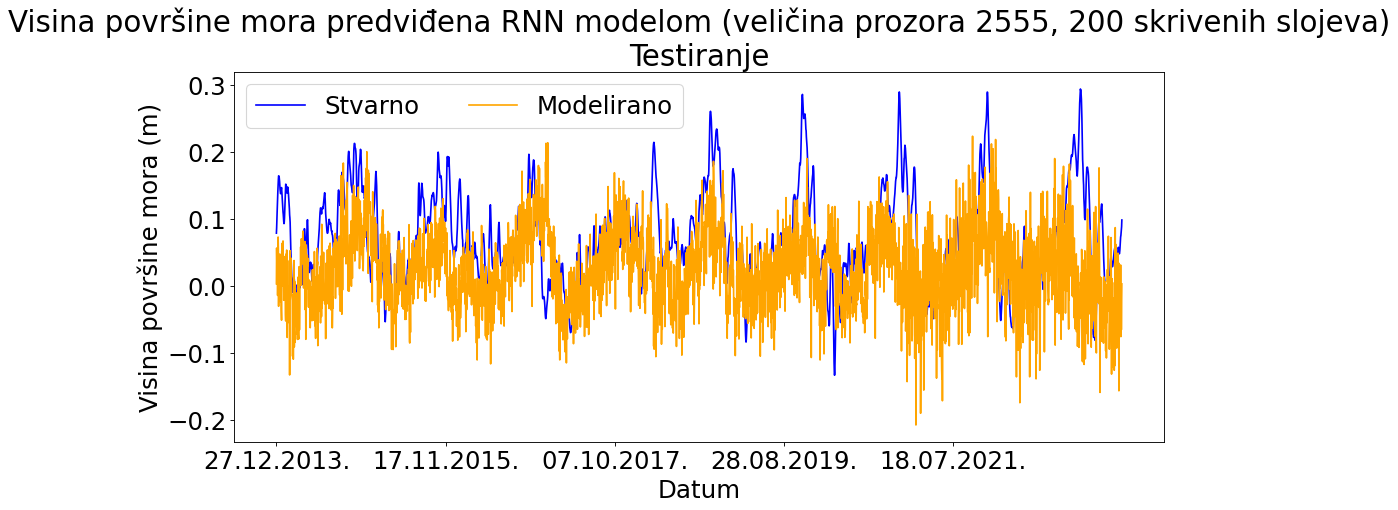 Visina površine mora predviđena RNN modelom (veličina prozora 2555, 200 skrivenih slojeva)
Testiranje
Stvarno Modelirano
Visina površine mora (m)
0.3
0.2
0.1
0.0
−0.1
−0.2
27.12.2013. 17.11.2015. 07.10.2017. 28.08.2019. 18.07.2021.
Datum